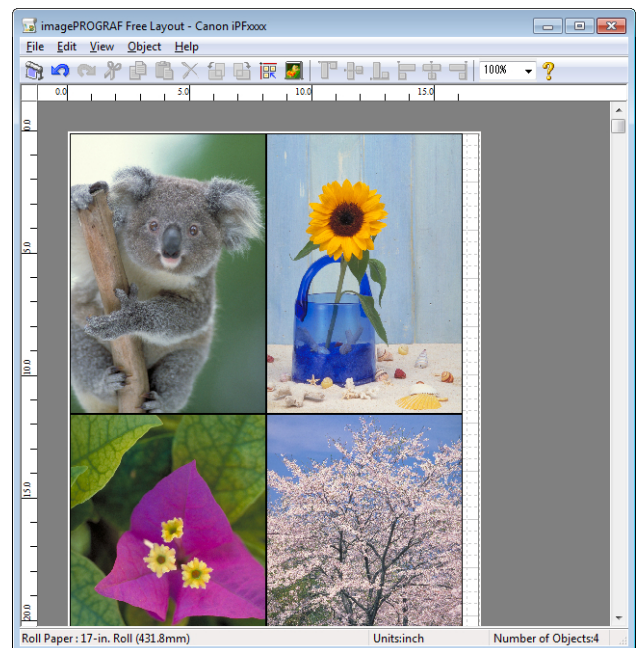 imagePROGRAF Free Layout - Canon iPFxxxx
File Edit View Object Help
100%
0.0 5.0 10.0 15.0
0.0
5.0
10.0
15.0
20.0
Roll Paper : 17-in. Roll (431.8mm) Units:inch Number of Objects:4